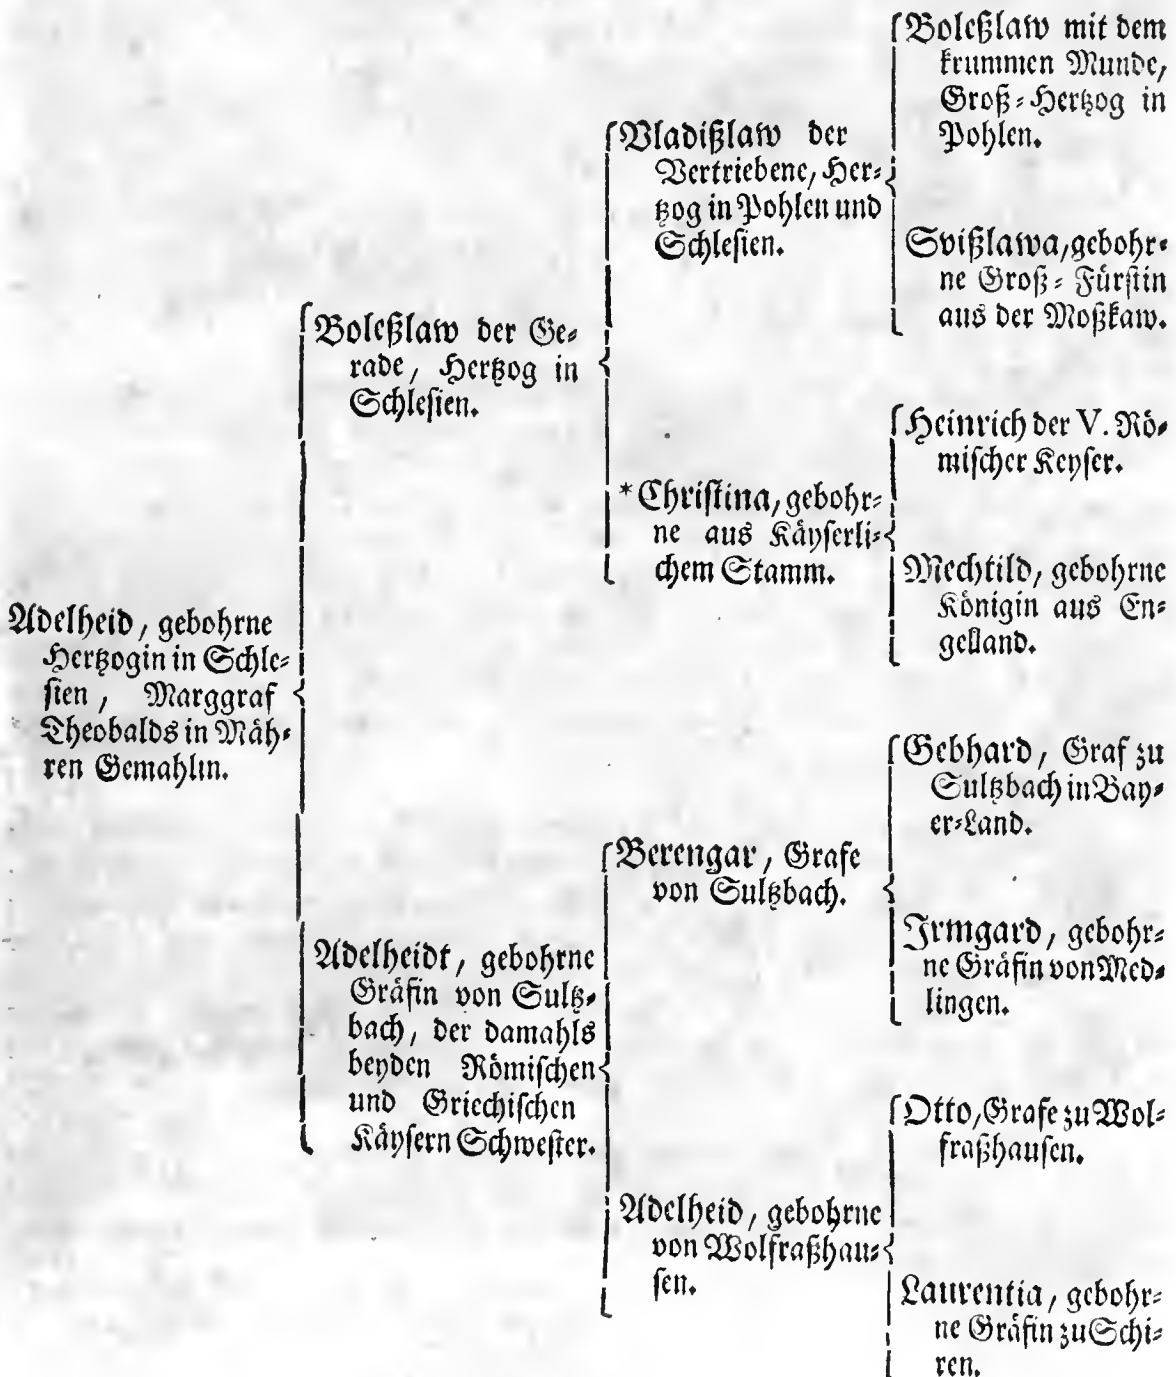 Adelheid, gebohrne
Hertzogin in Schle-
sien, Marggraf
Theobalds in Mäh-
ren Gemahlin.
Boleßlaw der Ge-
rade, Hertzog in
Schlesien.
Adelheidt, gebohrne
Gräfin von Sultz-
bach, der damahls
beyden Römischen
und Griechischen
Käysern Schwester.
Vladißlaw der
Vertriebene, Her-
tzog in Pohlen und
Schlesien.
*Christina, gebohr-
ne aus Käyserli-
chem Stamm.
Berengar, Grafe
von Sultzbach.
Adelheid, gebohrne
von Wolfraßhau-
sen.
Boleßlaw mit dem
krummen Munde,
Groß-Hertzog in
Pohlen.
Svißlawa, gebohr-
ne Groß-Fürstin
aus der Moßkaw.
Heinrich der V. Rö-
mischer Keyser.
Mechtild, gebohrne
Königin aus En-
gelland.
Gebhard, Graf zu
Sultzbach in Bay-
er-Land.
Irmgard, gebohr-
ne Gräfin von Med-
lingen.
Otto, Grafe zu Wol-
fraßhausen.
Laurentia, gebohr-
ne Gräfin zu Schi-
ren.